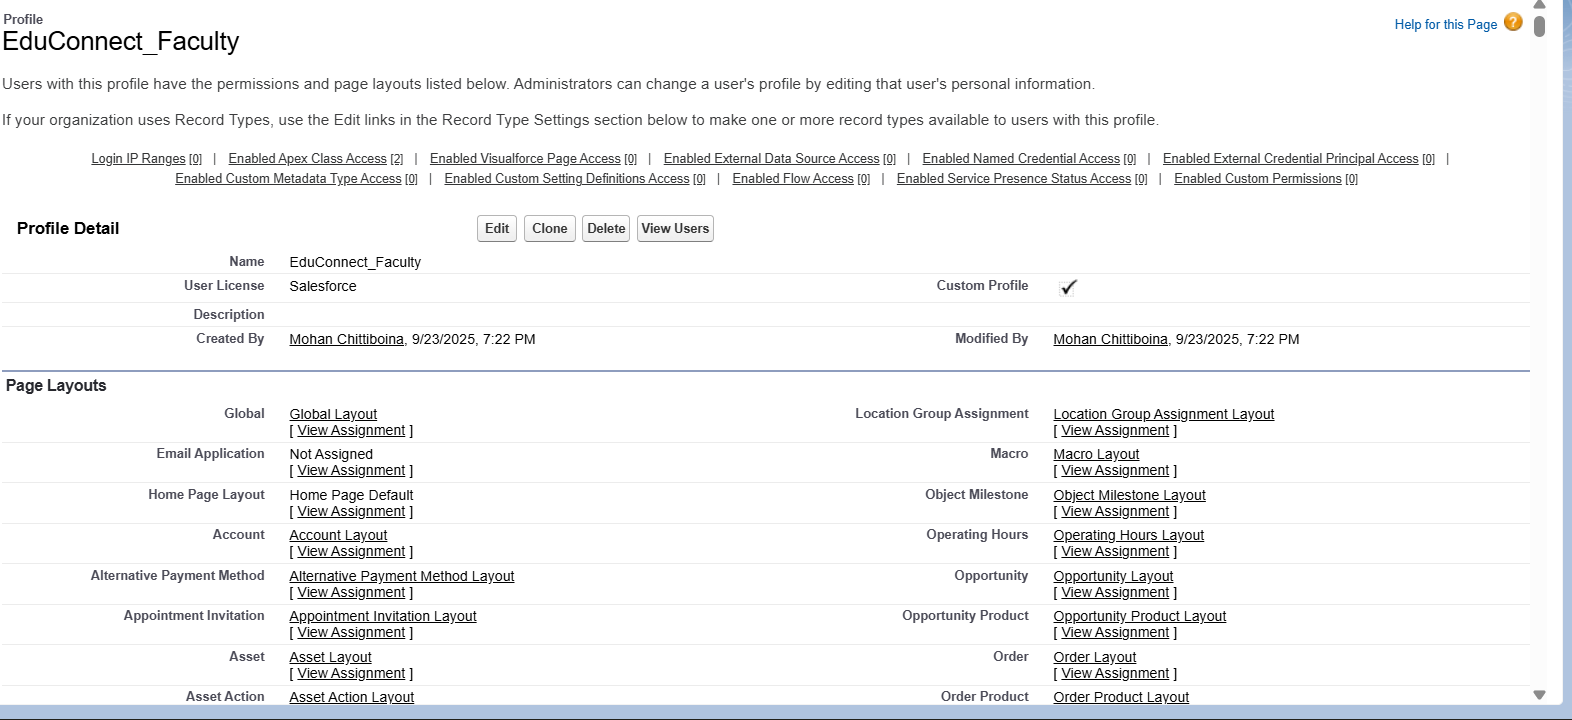 Profile
EduConnect_Faculty
Help for this Page ?
Users with this profile have the permissions and page layouts listed below. Administrators can change a user's profile by editing that user's personal information.
If your organization uses Record Types, use the Edit links in the Record Type Settings section below to make one or more record types available to users with this profile.
Login IP Ranges [0] | Enabled Apex Class Access [2] | Enabled Visualforce Page Access [0] | Enabled External Data Source Access [0] | Enabled Named Credential Access [0] | Enabled External Credential Principal Access [0] |
Enabled Custom Metadata Type Access [0] | Enabled Custom Setting Definitions Access [0] | Enabled Flow Access [0] | Enabled Service Presence Status Access [0] | Enabled Custom Permissions [0]
Profile Detail Edit Clone Delete View Users
Name EduConnect_Faculty
User License Salesforce Custom Profile
Description
Created By Mohan Chittiboina, 9/23/2025, 7:22 PM Modified By Mohan Chittiboina, 9/23/2025, 7:22 PM
Page Layouts
Global Global Layout Location Group Assignment Location Group Assignment Layout
[ View Assignment ] [ View Assignment ]
Email Application Not Assigned Macro Macro Layout
[ View Assignment ] [ View Assignment ]
Home Page Layout Home Page Default Object Milestone Object Milestone Layout
[ View Assignment ] [ View Assignment ]
Account Account Layout Operating Hours Operating Hours Layout
[ View Assignment ] [ View Assignment ]
Alternative Payment Method Alternative Payment Method Layout Opportunity Opportunity Layout
[ View Assignment ] [ View Assignment ]
Appointment Invitation Appointment Invitation Layout Opportunity Product Opportunity Product Layout
[ View Assignment ] [ View Assignment ]
Asset Asset Layout Order Order Layout
[ View Assignment ] [ View Assignment ]
Asset Action Asset Action Layout Order Product Order Product Layout